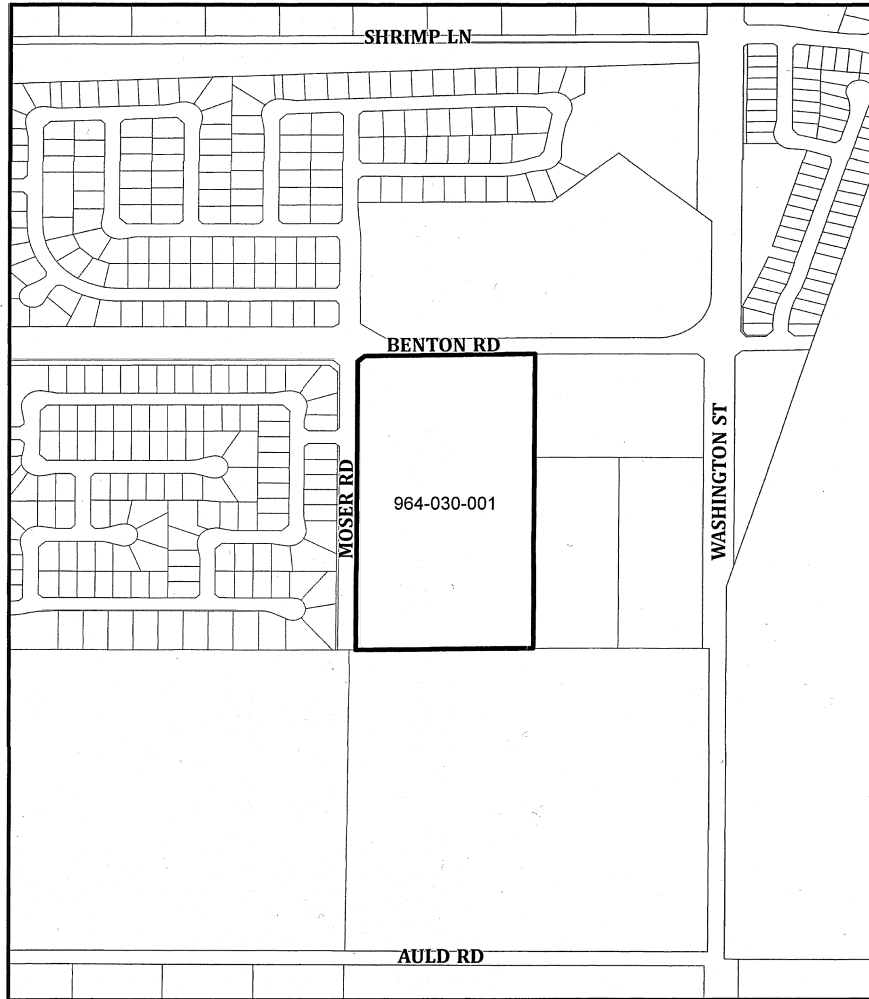 SHRIMP LN
BENTON RD
WASHINGTON ST
MOSER RD
964-030-001
AULD RD